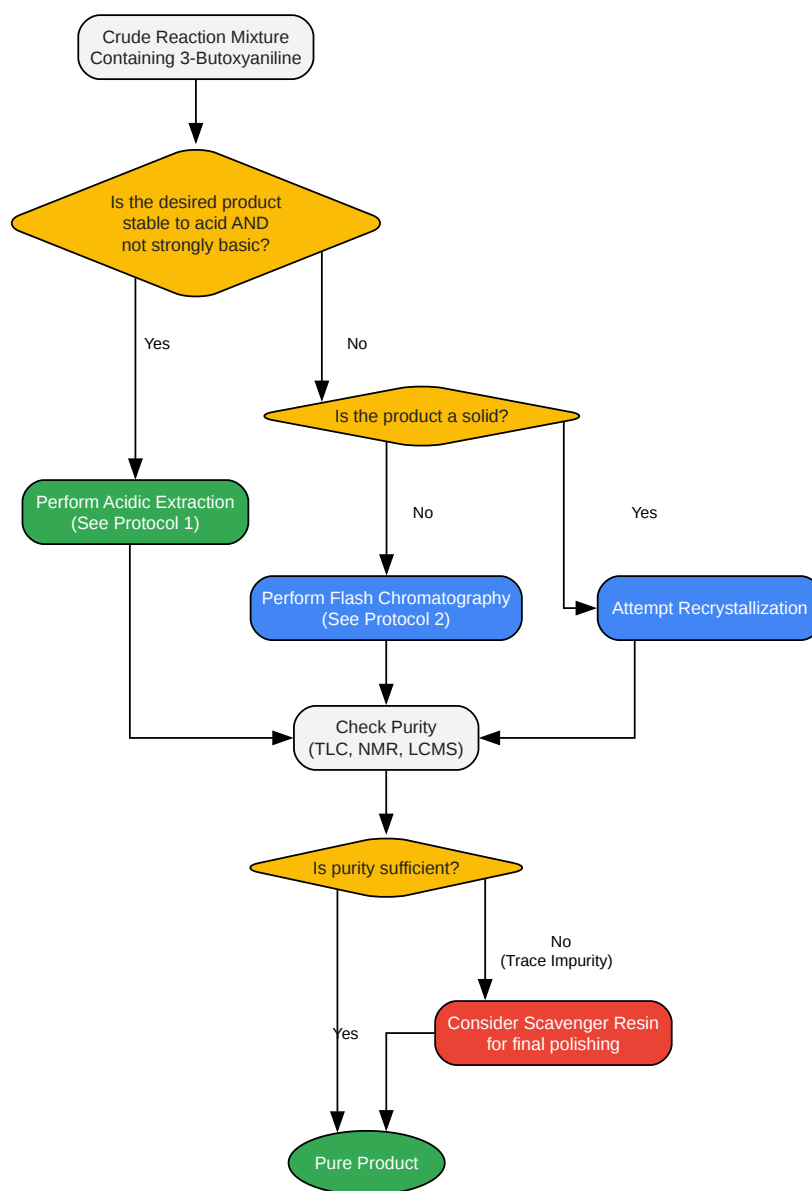 Crude Reaction Mixture
Containing 3-Butoxyaniline
Is the desired product
stable to acid AND
not strongly basic?
Yes
No
Is the product a solid?
Perform Acidic Extraction
(See Protocol 1)
No
Yes
Perform Flash Chromatography
(See Protocol 2)
Attempt Recrystallization
Check Purity
(TLC, NMR, LCMS)
Is purity sufficient?
No
(Trace Impurity)
Yes
Consider Scavenger Resin
for final polishing
Pure Product